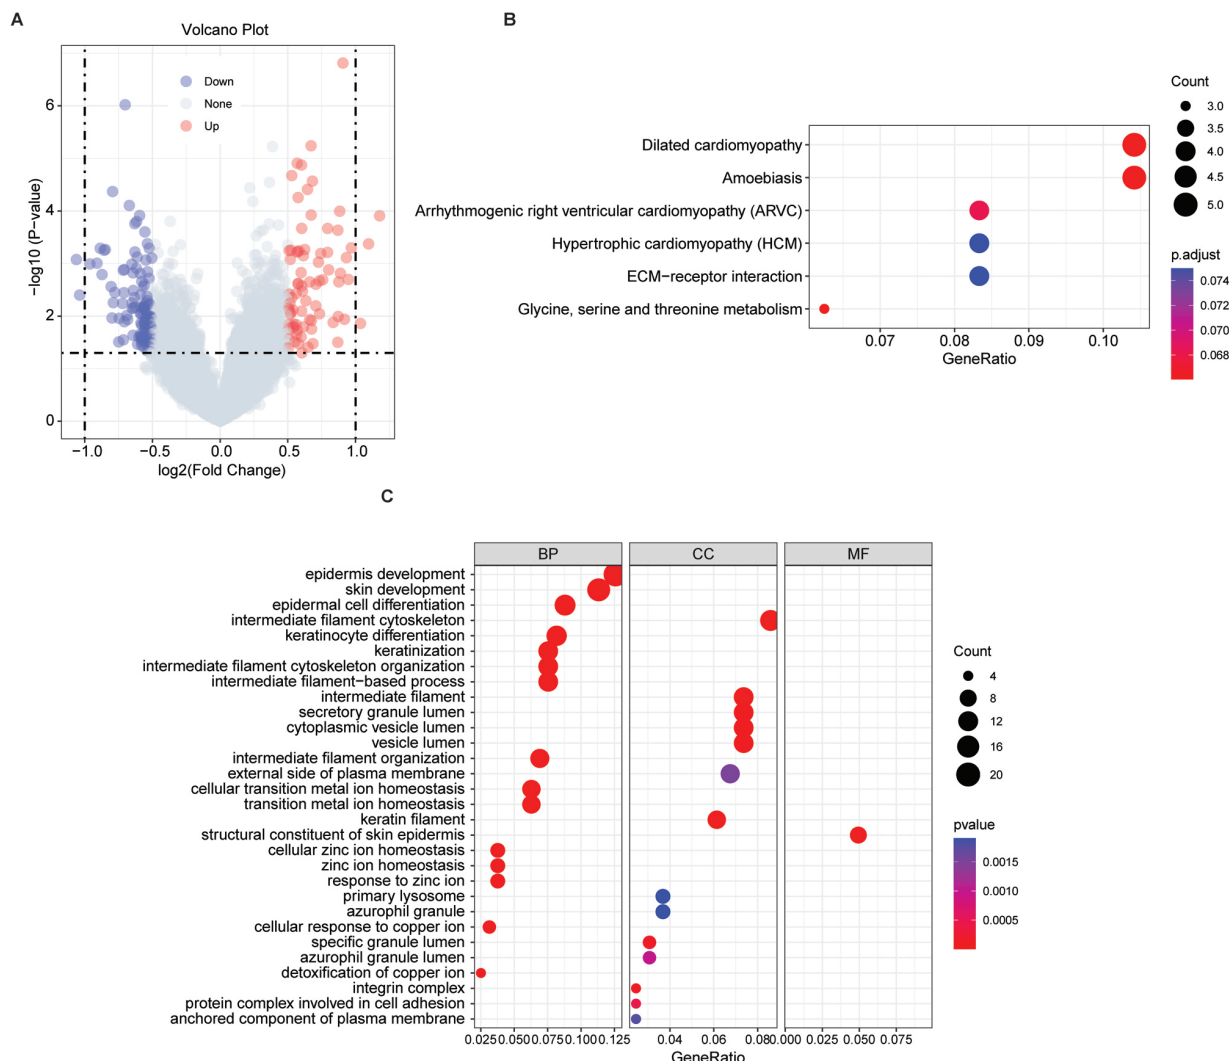 A
Volcano Plot
Down
None
Up
6
4
2
0
−log10 (P−value)
−1.0 −0.5 0.0 0.5 1.0
log2(Fold Change)
B
Dilated cardiomyopathy
Amoebiasis
Arrhythmogenic right ventricular cardiomyopathy (ARVC)
Hypertrophic cardiomyopathy (HCM)
ECM−receptor interaction
Glycine, serine and threonine metabolism
0.07 0.08 0.09 0.10
GeneRatio
Count
3.0
3.5
4.0
4.5
5.0
p.adjust
0.074
0.072
0.070
0.068
C
BP CC MF
epidermis development
skin development
epidermal cell differentiation
intermediate filament cytoskeleton
keratinocyte differentiation
keratinization
intermediate filament cytoskeleton organization
intermediate filament−based process
intermediate filament
secretory granule lumen
cytoplasmic vesicle lumen
vesicle lumen
intermediate filament organization
external side of plasma membrane
cellular transition metal ion homeostasis
transition metal ion homeostasis
keratin filament
structural constituent of skin epidermis
cellular zinc ion homeostasis
zinc ion homeostasis
response to zinc ion
primary lysosome
azurophil granule
cellular response to copper ion
specific granule lumen
azurophil granule lumen
detoxification of copper ion
integrin complex
protein complex involved in cell adhesion
anchored component of plasma membrane
0.025 0.050 0.075 0.100 0.125 0.04 0.06 0.08 0.000 0.025 0.050 0.075
GeneRatio
Count
4
8
12
16
20
pvalue
0.0015
0.0010
0.0005